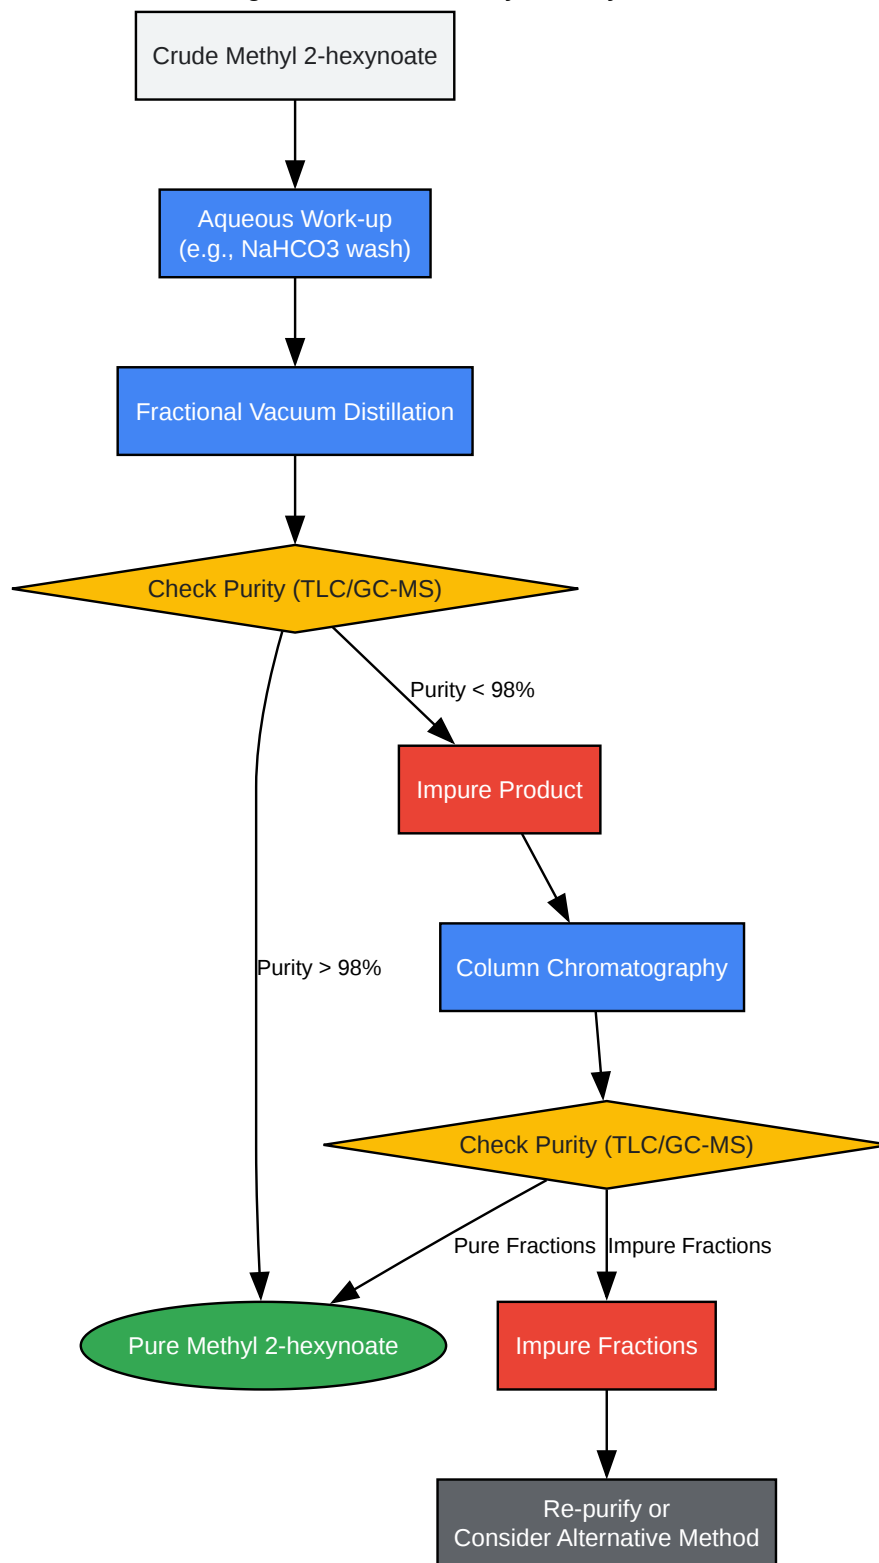 Crude Methyl 2-hexynoate
Aqueous Work-up
(e.g., NaHCO3 wash)
Fractional Vacuum Distillation
Check Purity (TLC/GC-MS)
Purity < 98%
Impure Product
Purity > 98%
Column Chromatography
Check Purity (TLC/GC-MS)
Pure Fractions
Impure Fractions
Pure Methyl 2-hexynoate
Impure Fractions
Re-purify or
Consider Alternative Method